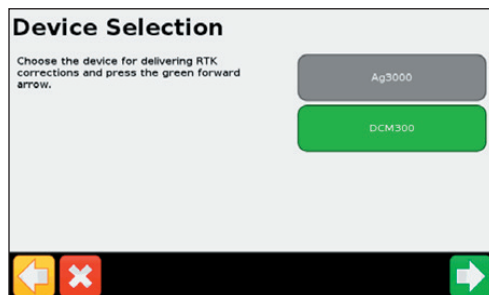 Device Selection
Choose the device for delivering RTK
corrections and press the green forward
arrow.
Ag3000
DCM300